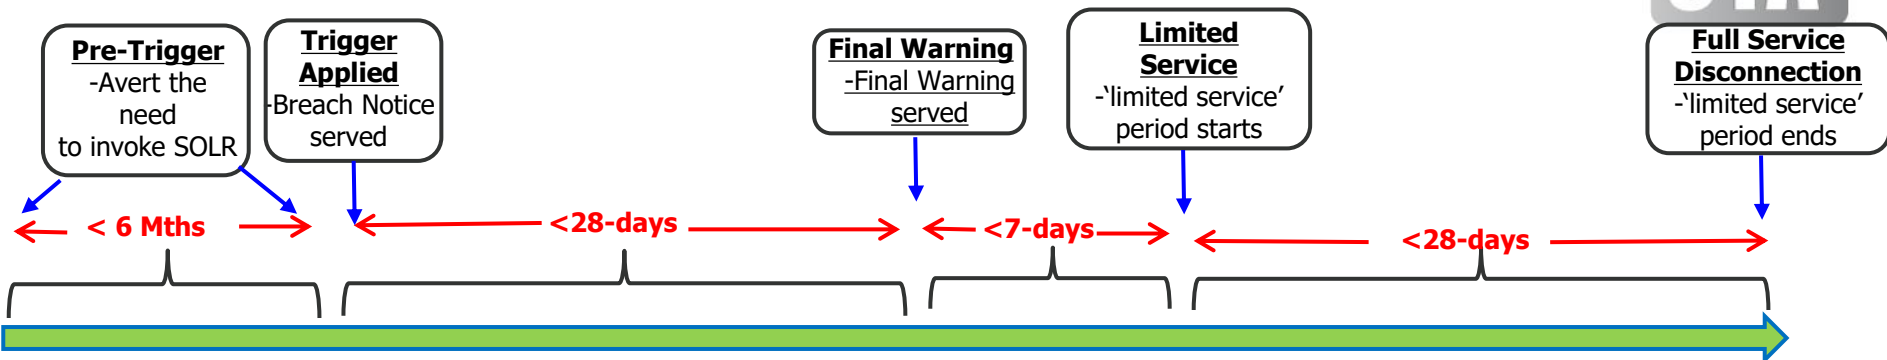 Pre-Trigger
-Avert the
need
to invoke SOLR
Trigger
Applied
-Breach Notice
served
Final Warning
-Final Warning
served
Limited
Service
-‘limited service’
period starts
Full Service
Disconnection
-‘limited service’
period ends
< 6 Mths
<28-days
<7-days
<28-days